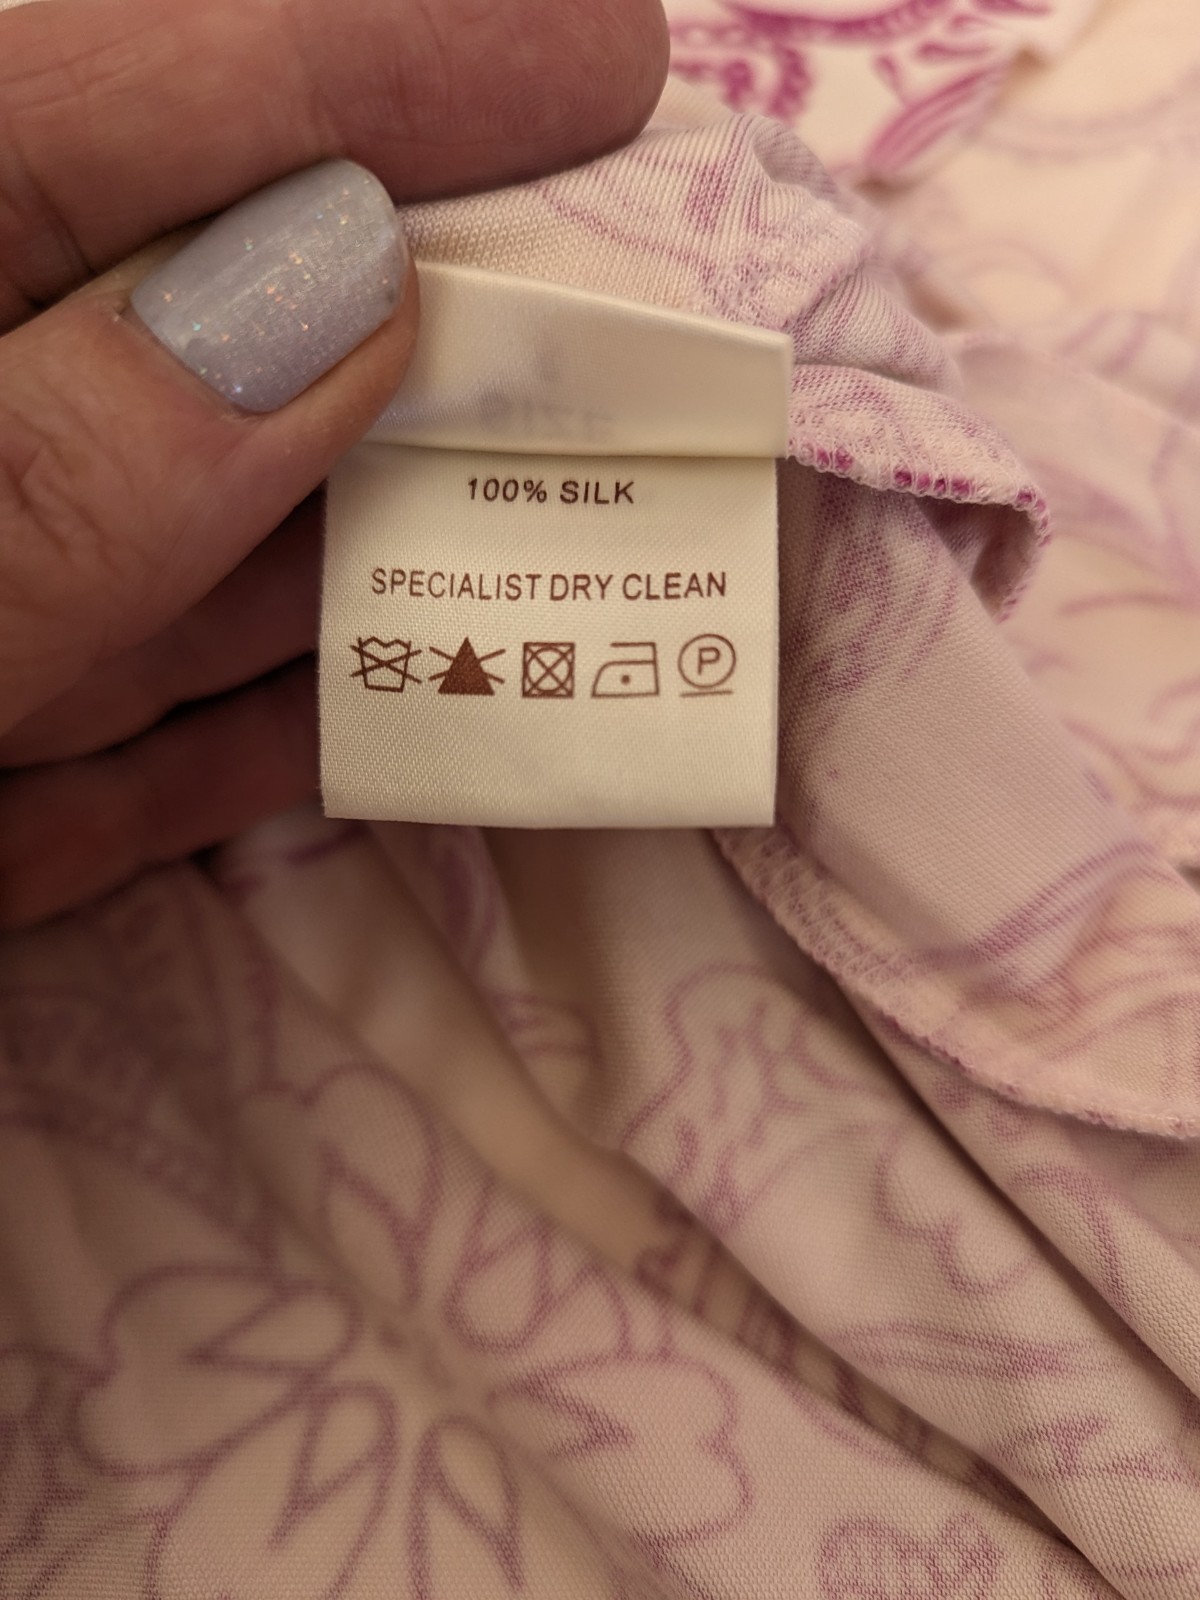 100% SILK
SPECIALIST DRY CLEAN
P